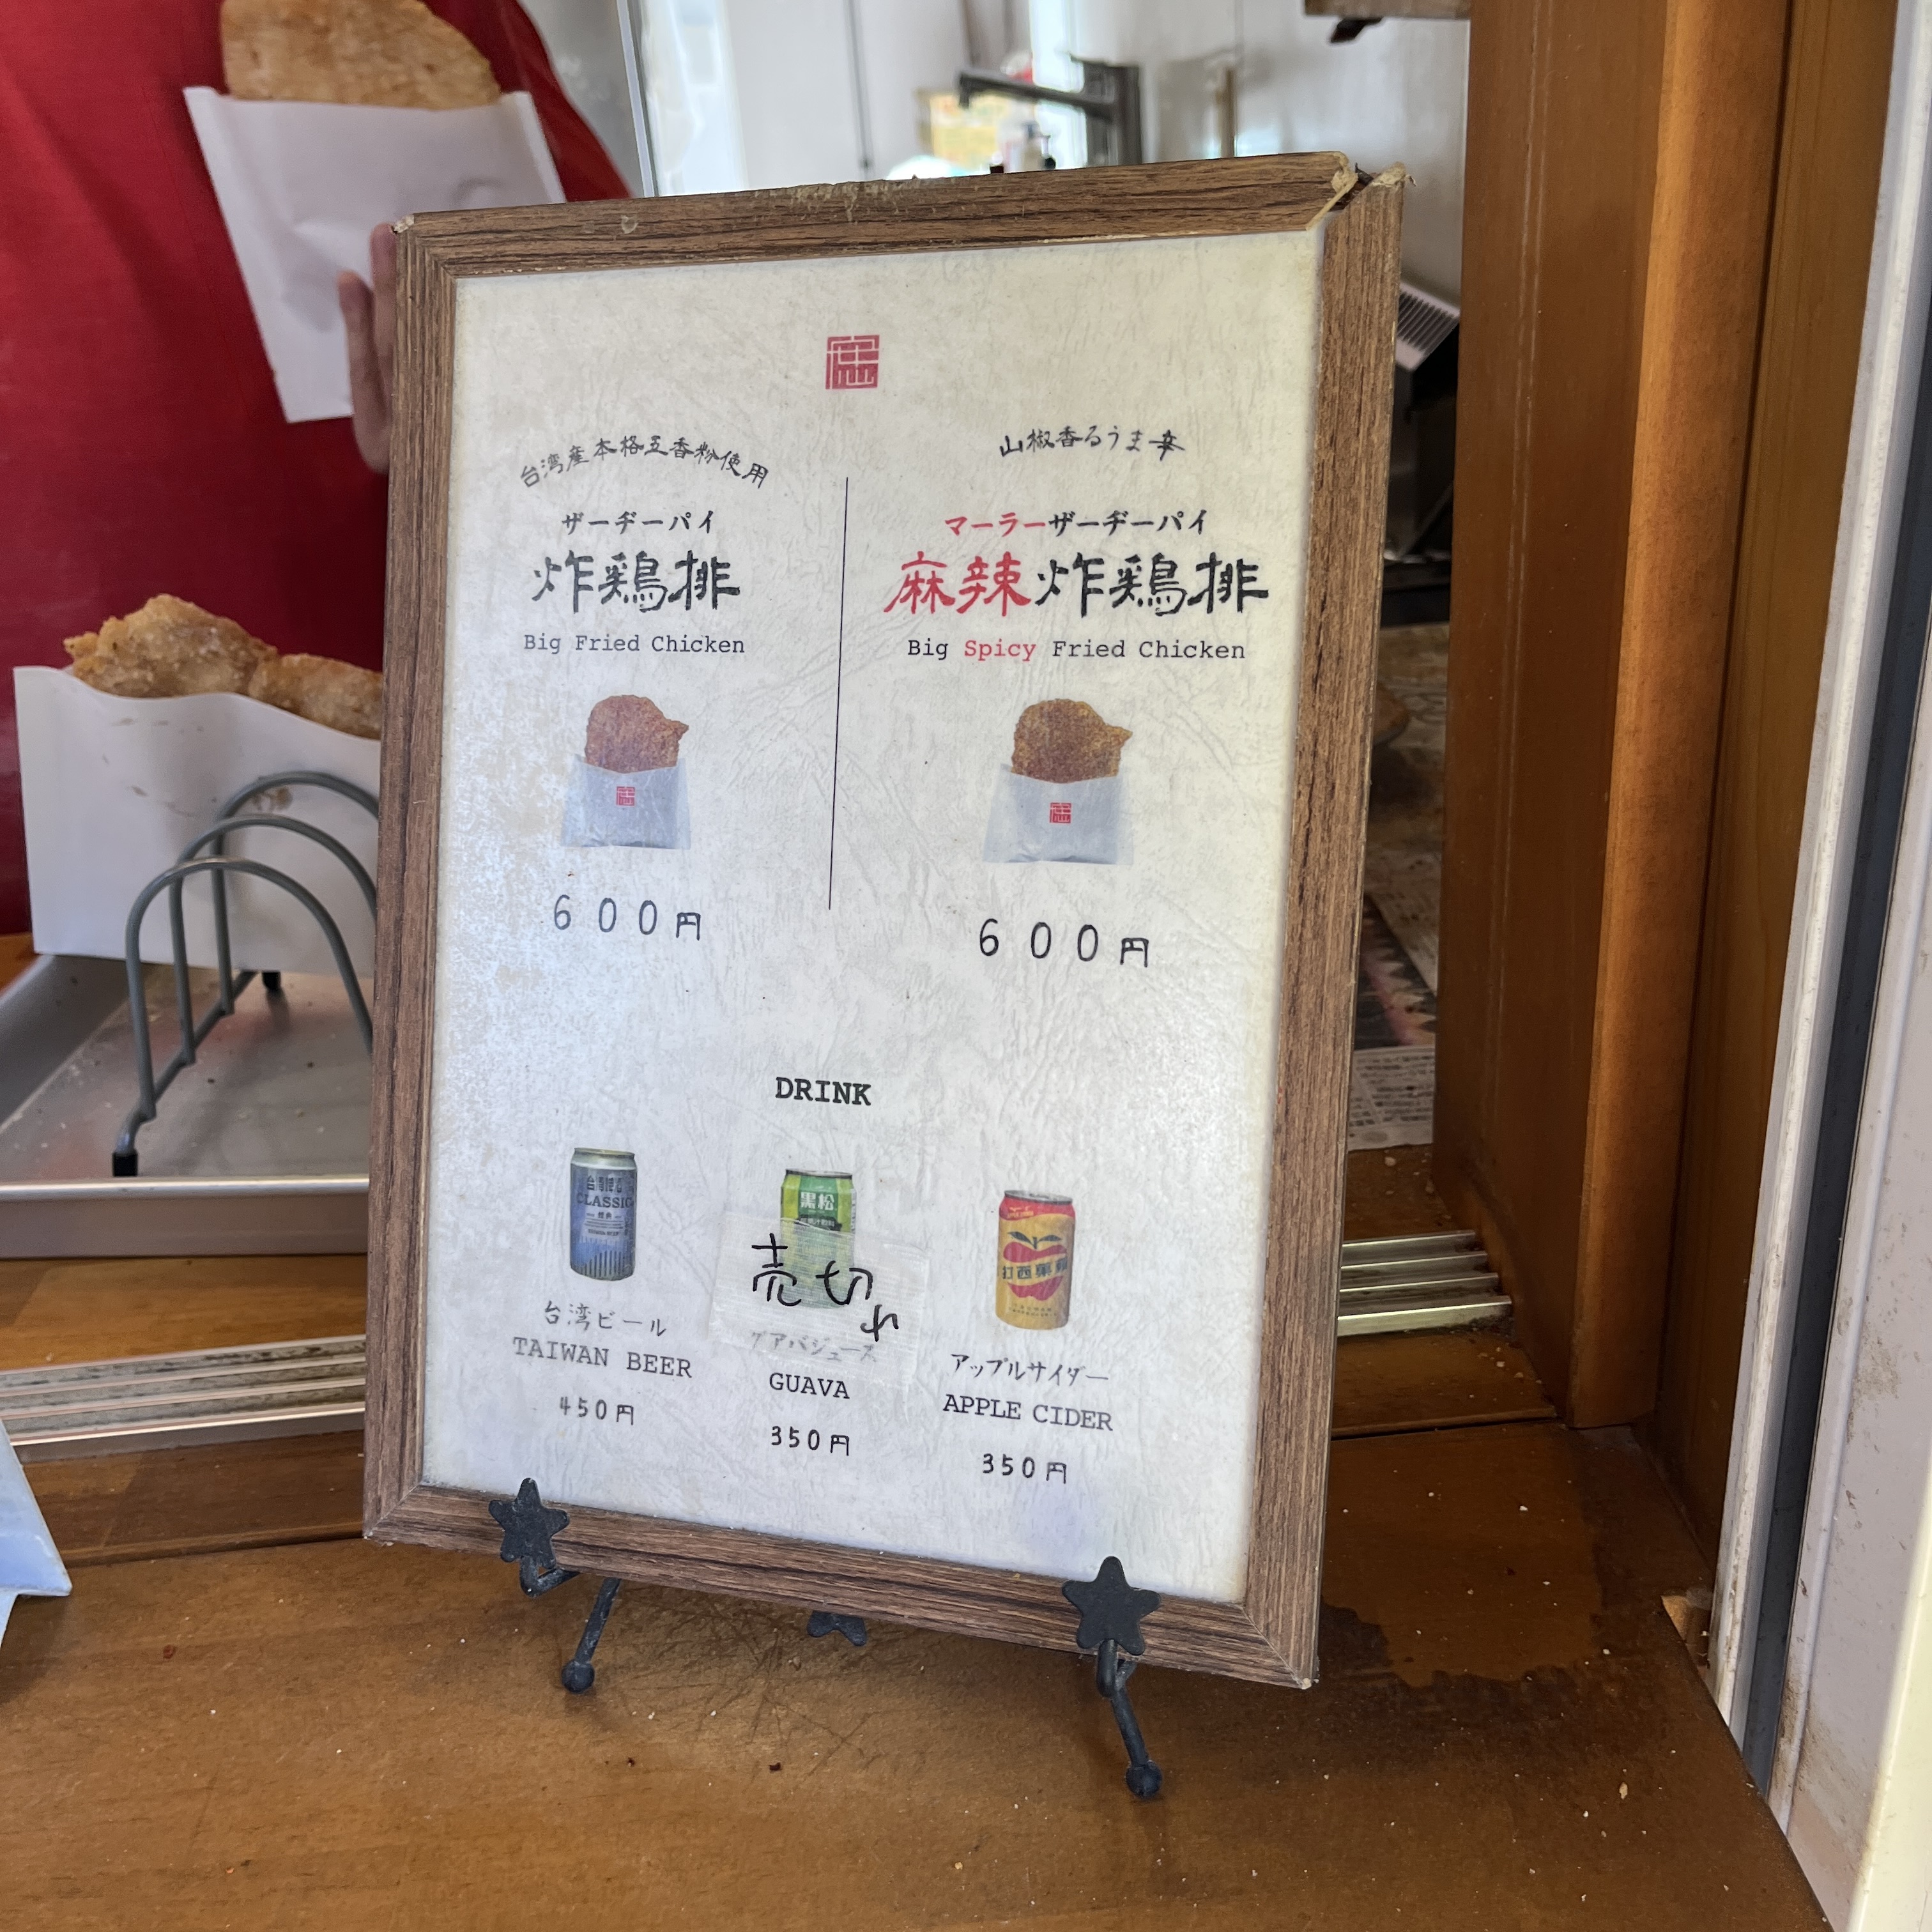 台湾産本格五香粉使用
ザーヂーパイ
炸鶏排
Big Fried Chicken
600円
山椒香るうま辛
マーラーザーヂーパイ
麻辣炸鶏排
Big Spicy Fried Chicken
600円
DRINK
CLASSIC
台湾ビール
TAIWAN BEER
450円
黒松
売切れ
グアバジュース
GUAVA
350円
アップルサイダー
APPLE CIDER
350円